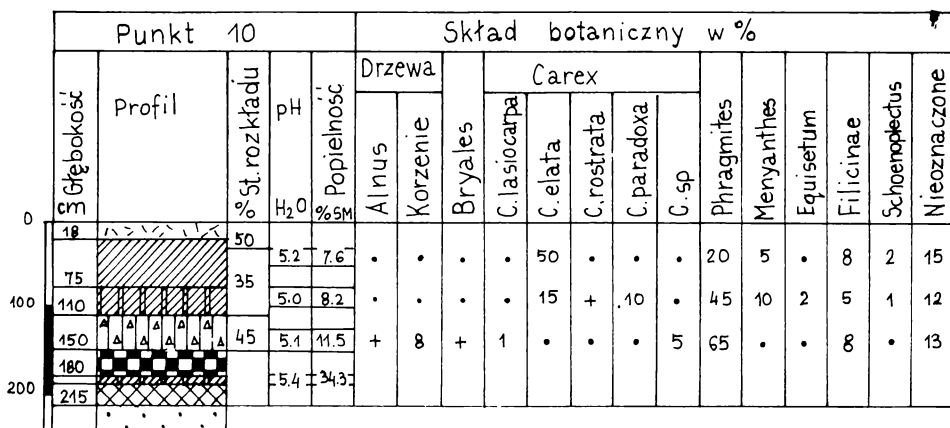 Punkt 10 Skład botaniczny w %
Głębokość cm Profil St. rozkładu % pH H₂O Popielność % SM Drzewa Carex
Alnus Korzenie Bryales C. lasiocarpa C. elata C. rostrata C. paradoxa C. sp Phragmites Menyanthes Equisetum Filicinae Schoenoplectus Nieoznaczone
0
18 50
5.2 7.6 • • • • 50 • • • 20 5 • 8 2 15
75 35
100 110 5.0 8.2 • • • • 15 + 10 • 45 10 2 5 1 12
150 45 5.1 11.5 + 8 + 1 • • • 5 65 • • 8 • 13
180 5.4 34.3
200
215